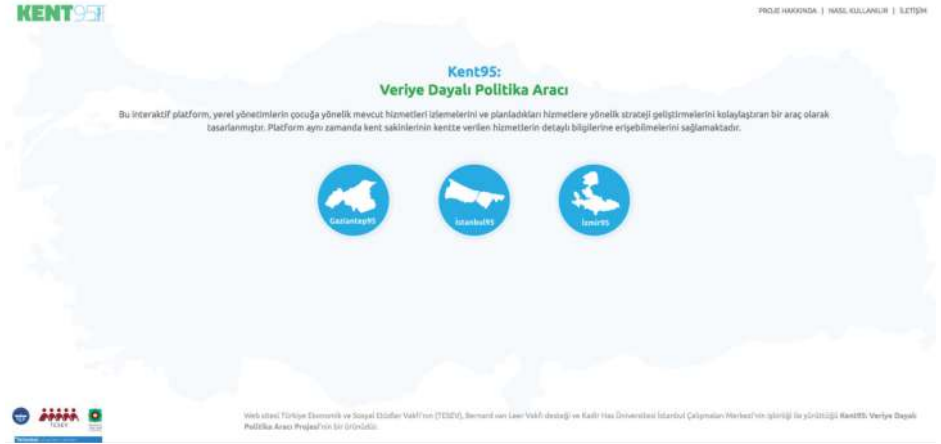 KENT95
PROJE HAKKINDA | NASIL KULLANILIR | İLETİŞİM
Kent95:
Veriye Dayalı Politika Aracı
Bu interaktif platform, yerel yönetimlerin çocuğa yönelik mevcut hizmetleri izlemelerini ve planladıkları hizmetlere yönelik strateji geliştirmelerini kolaylaştıran bir araç olarak
tasarlanmıştır. Platform aynı zamanda kent sakinlerinin kentte verilen hizmetlerin detaylı bilgilerine erişebilmelerini sağlamaktadır.
Gaziantep95 İstanbul95 İzmir95
TESEV
Web sitesi Türkiye Ekonomik ve Sosyal Etüdler Vakfı'nın (TESEV), Bernard van Leer Vakfı desteği ve Kadir Has Üniversitesi İstanbul Çalışmaları Merkezi'nin işbirliği ile yürüttüğü Kent95: Veriye Dayalı
Politika Aracı Projesi'nin bir ürünüdür.